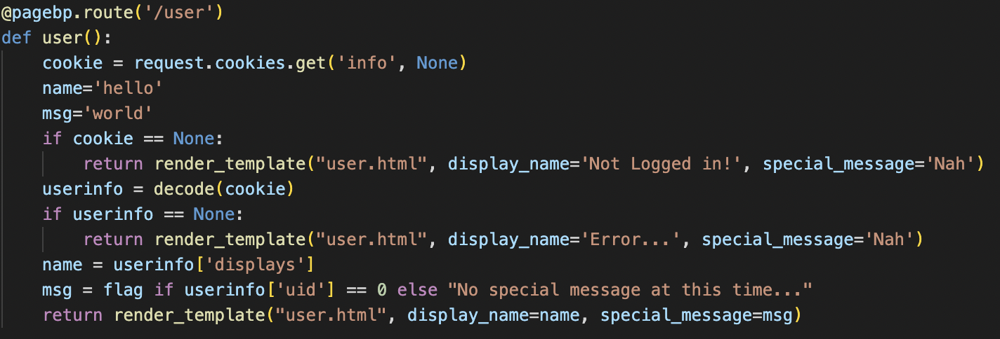 @pagebp.route('/user')
def user():
    cookie = request.cookies.get('info', None)
    name='hello'
    msg='world'
    if cookie == None:
        return render_template("user.html", display_name='Not Logged in!', special_message='Nah')
    userinfo = decode(cookie)
    if userinfo == None:
        return render_template("user.html", display_name='Error...', special_message='Nah')
    name = userinfo['displays']
    msg = flag if userinfo['uid'] == 0 else "No special message at this time..."
    return render_template("user.html", display_name=name, special_message=msg)